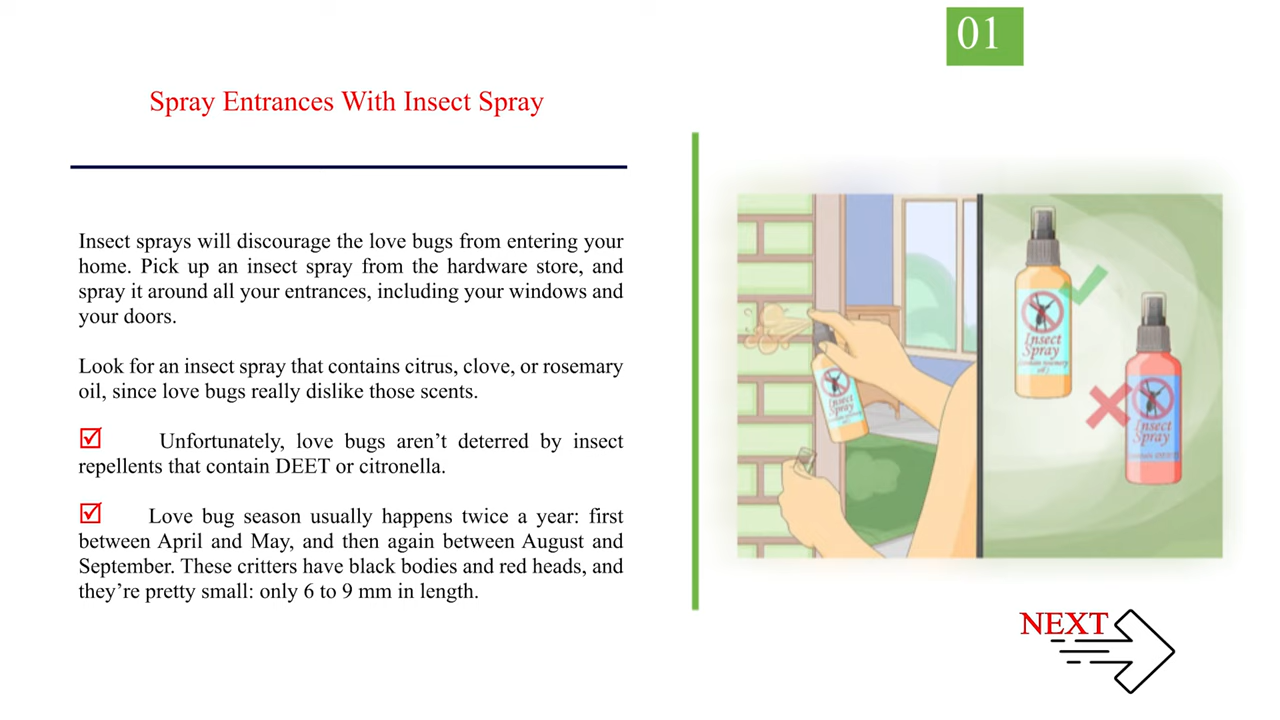 01
Spray Entrances With Insect Spray
Insect sprays will discourage the love bugs from entering your
home. Pick up an insect spray from the hardware store, and
spray it around all your entrances, including your windows and
your doors.
Look for an insect spray that contains citrus, clove, or rosemary
oil, since love bugs really dislike those scents.
Unfortunately, love bugs aren’t deterred by insect
repellents that contain DEET or citronella.
Love bug season usually happens twice a year: first
between April and May, and then again between August and
September. These critters have black bodies and red heads, and
they’re pretty small: only 6 to 9 mm in length.
Insect
Spray
Insect
Spray
Insect
Spray
NEXT